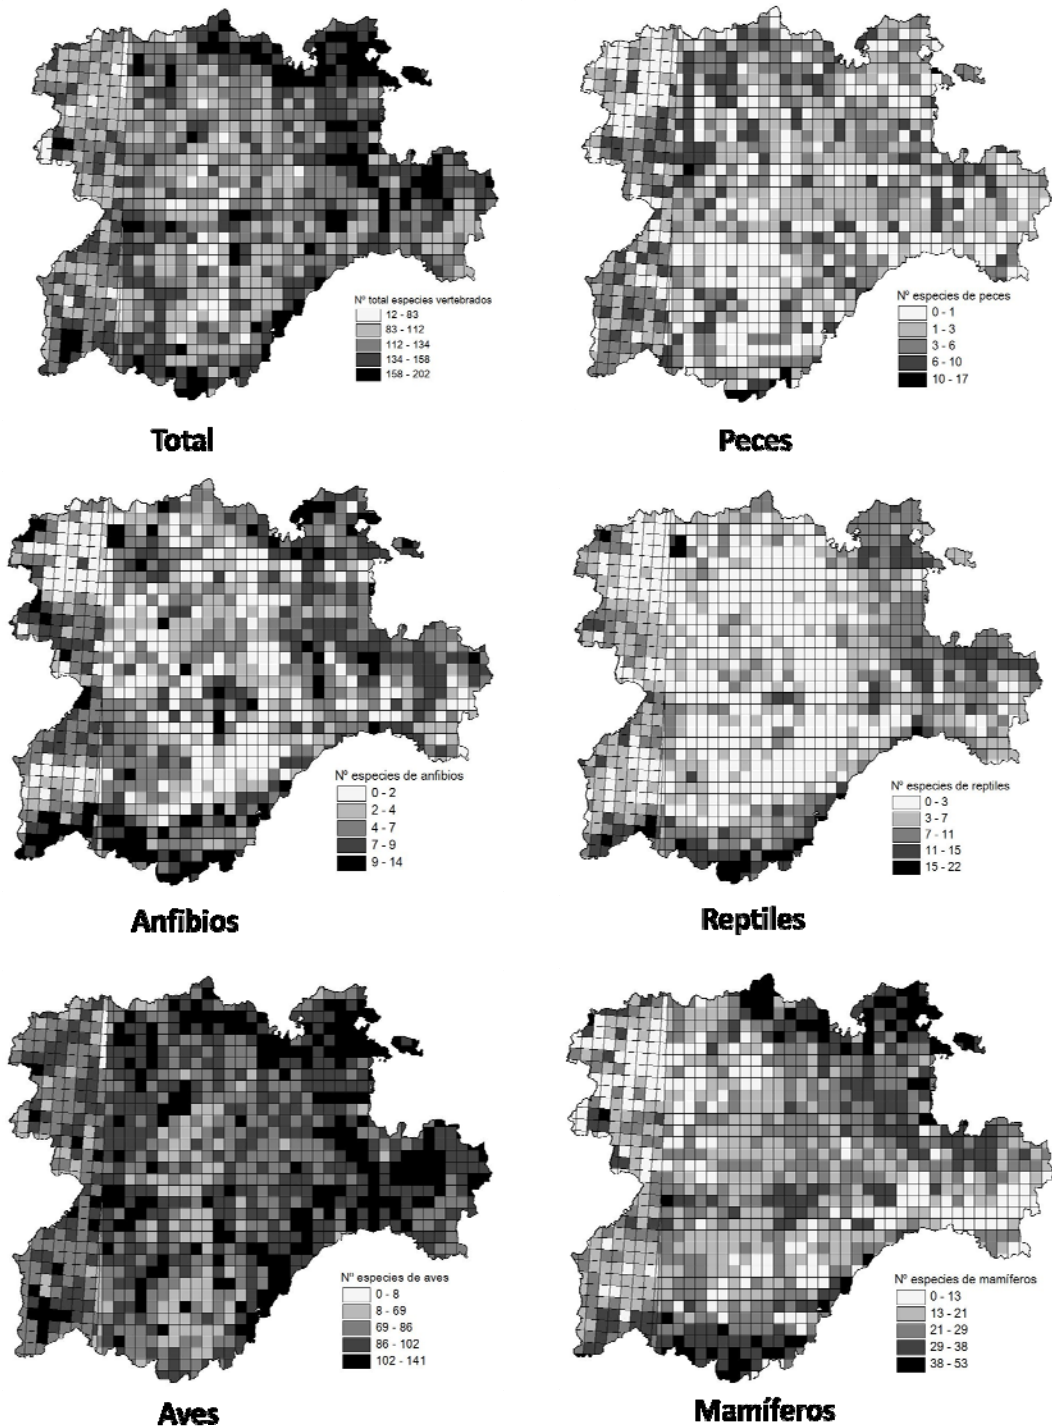 Nº total especies vertebrados
12 - 83
83 - 112
112 - 134
134 - 158
158 - 202
Total
Nº especies de peces
0 - 1
1 - 3
3 - 6
6 - 10
10 - 17
Peces
Nº especies de anfibios
0 - 2
2 - 4
4 - 7
7 - 9
9 - 14
Anfibios
Nº especies de reptiles
0 - 3
3 - 7
7 - 11
11 - 15
15 - 22
Reptiles
Nº especies de aves
0 - 8
8 - 69
69 - 86
86 - 102
102 - 141
Aves
Nº especies de mamíferos
0 - 13
13 - 21
21 - 29
29 - 38
38 - 53
Mamíferos